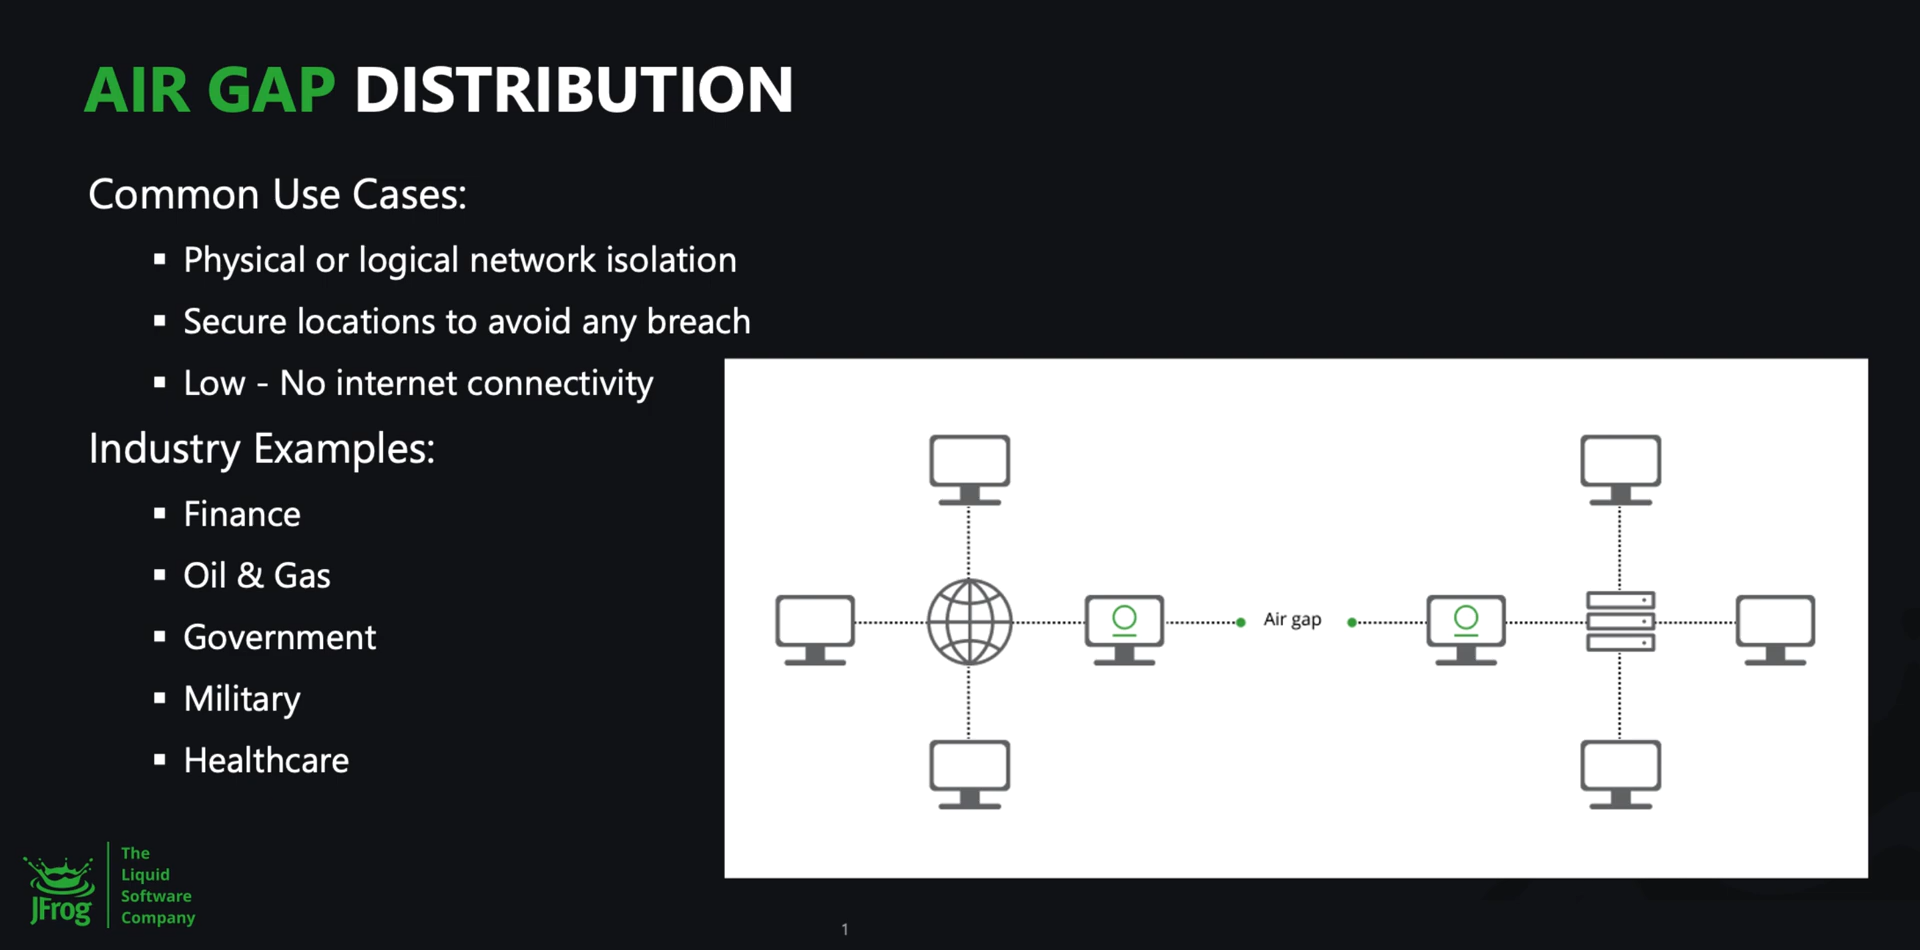 AIR GAP DISTRIBUTION
Common Use Cases:
▪ Physical or logical network isolation
▪ Secure locations to avoid any breach
▪ Low - No internet connectivity
Industry Examples:
▪ Finance
▪ Oil & Gas
▪ Government
▪ Military
▪ Healthcare
Air gap
JFrog
The
Liquid
Software
Company
1